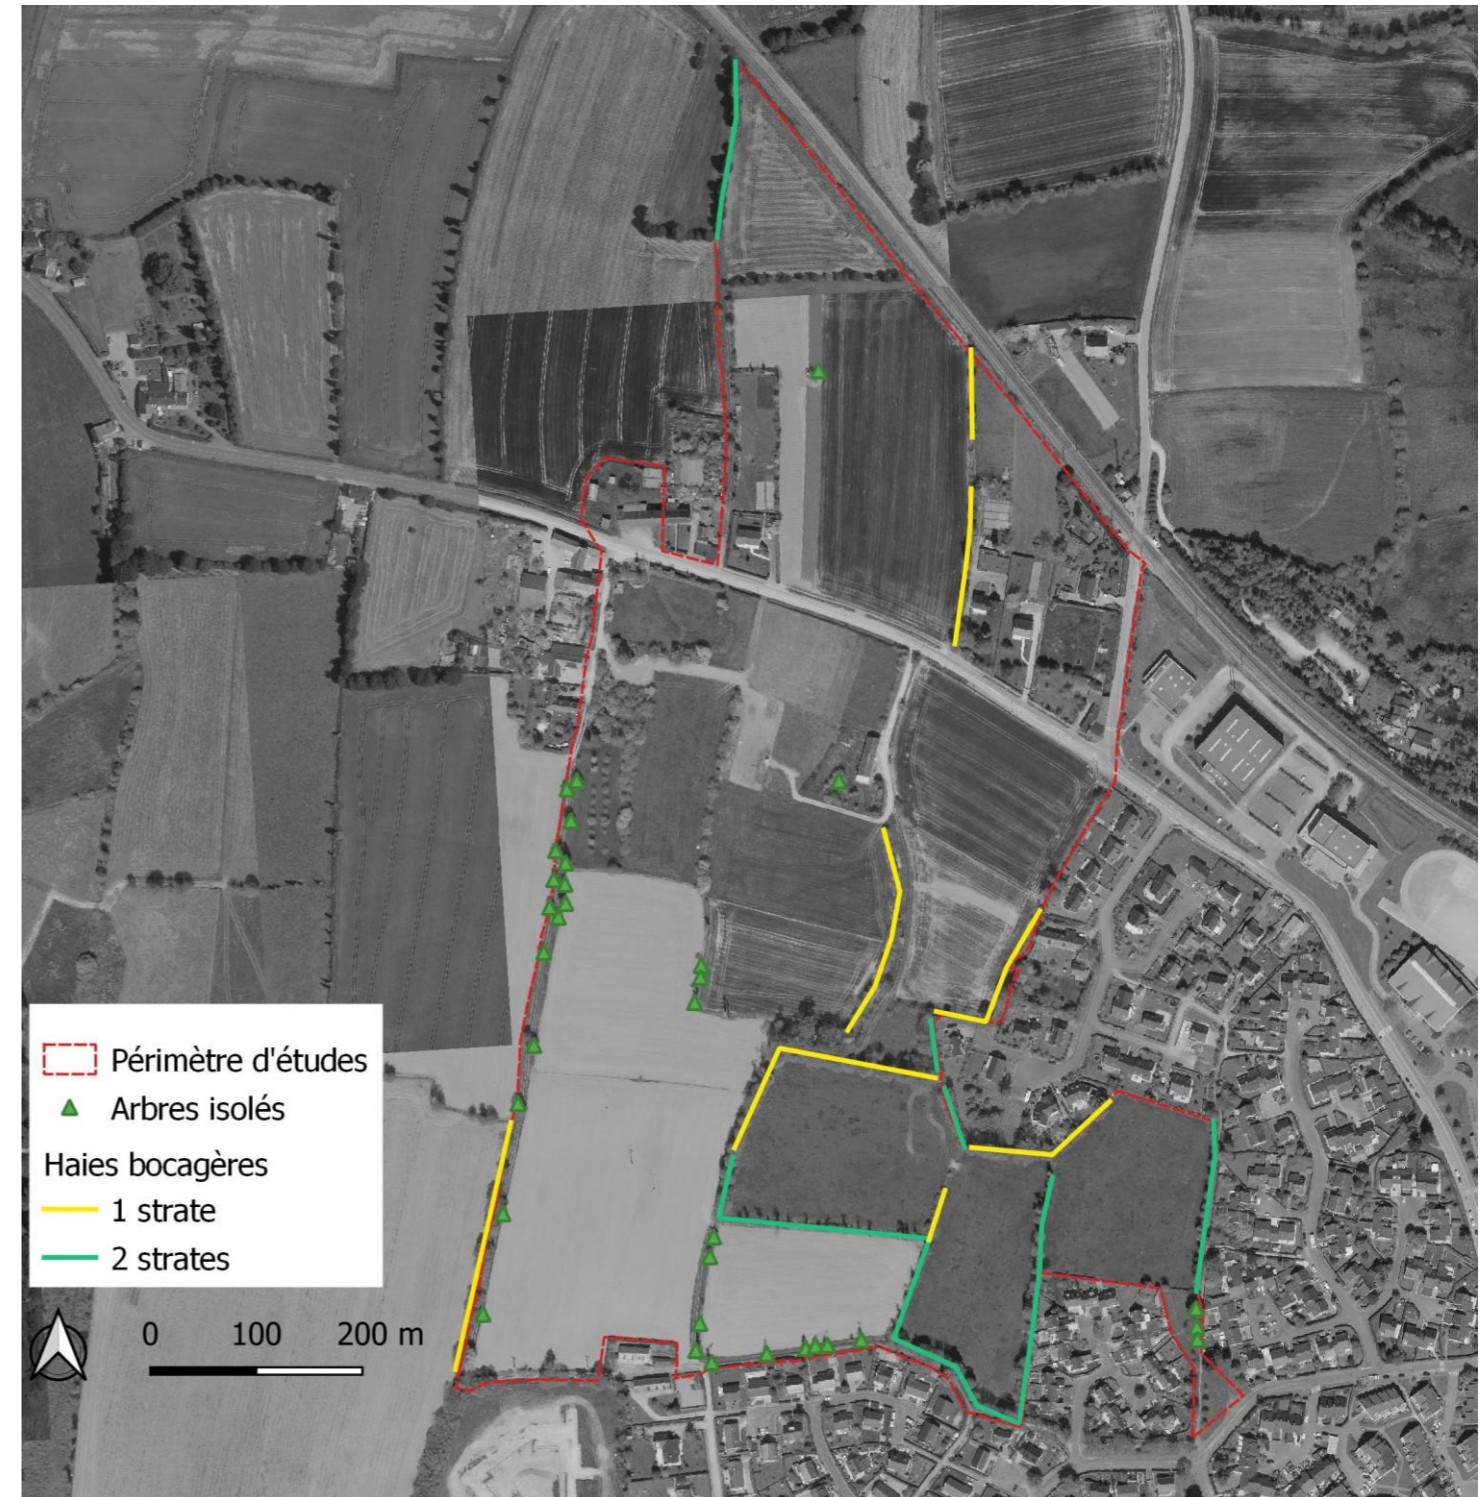 Périmètre d'études
Arbres isolés
Haies bocagères
1 strate
2 strates
0 100 200 m